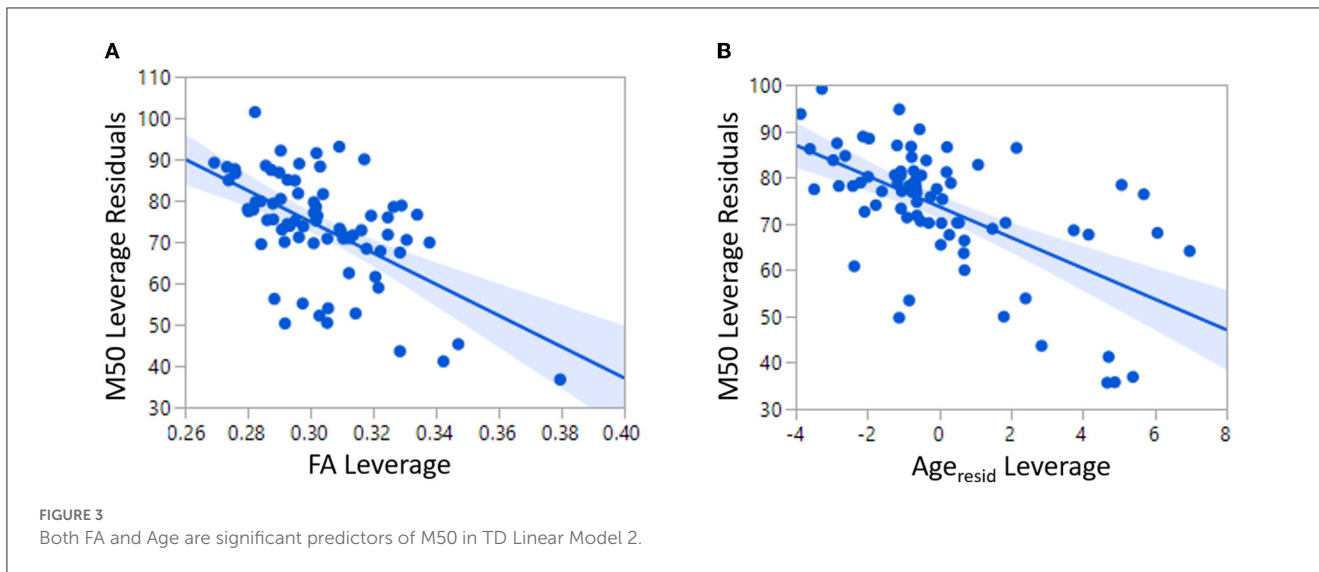 A
M50 Leverage Residuals
110
100
90
80
70
60
50
40
30
0.26 0.28 0.30 0.32 0.34 0.36 0.38 0.40
FA Leverage
B
M50 Leverage Residuals
100
90
80
70
60
50
40
30
-4 -2 0 2 4 6 8
Age_resid Leverage
FIGURE 3
Both FA and Age are significant predictors of M50 in TD Linear Model 2.